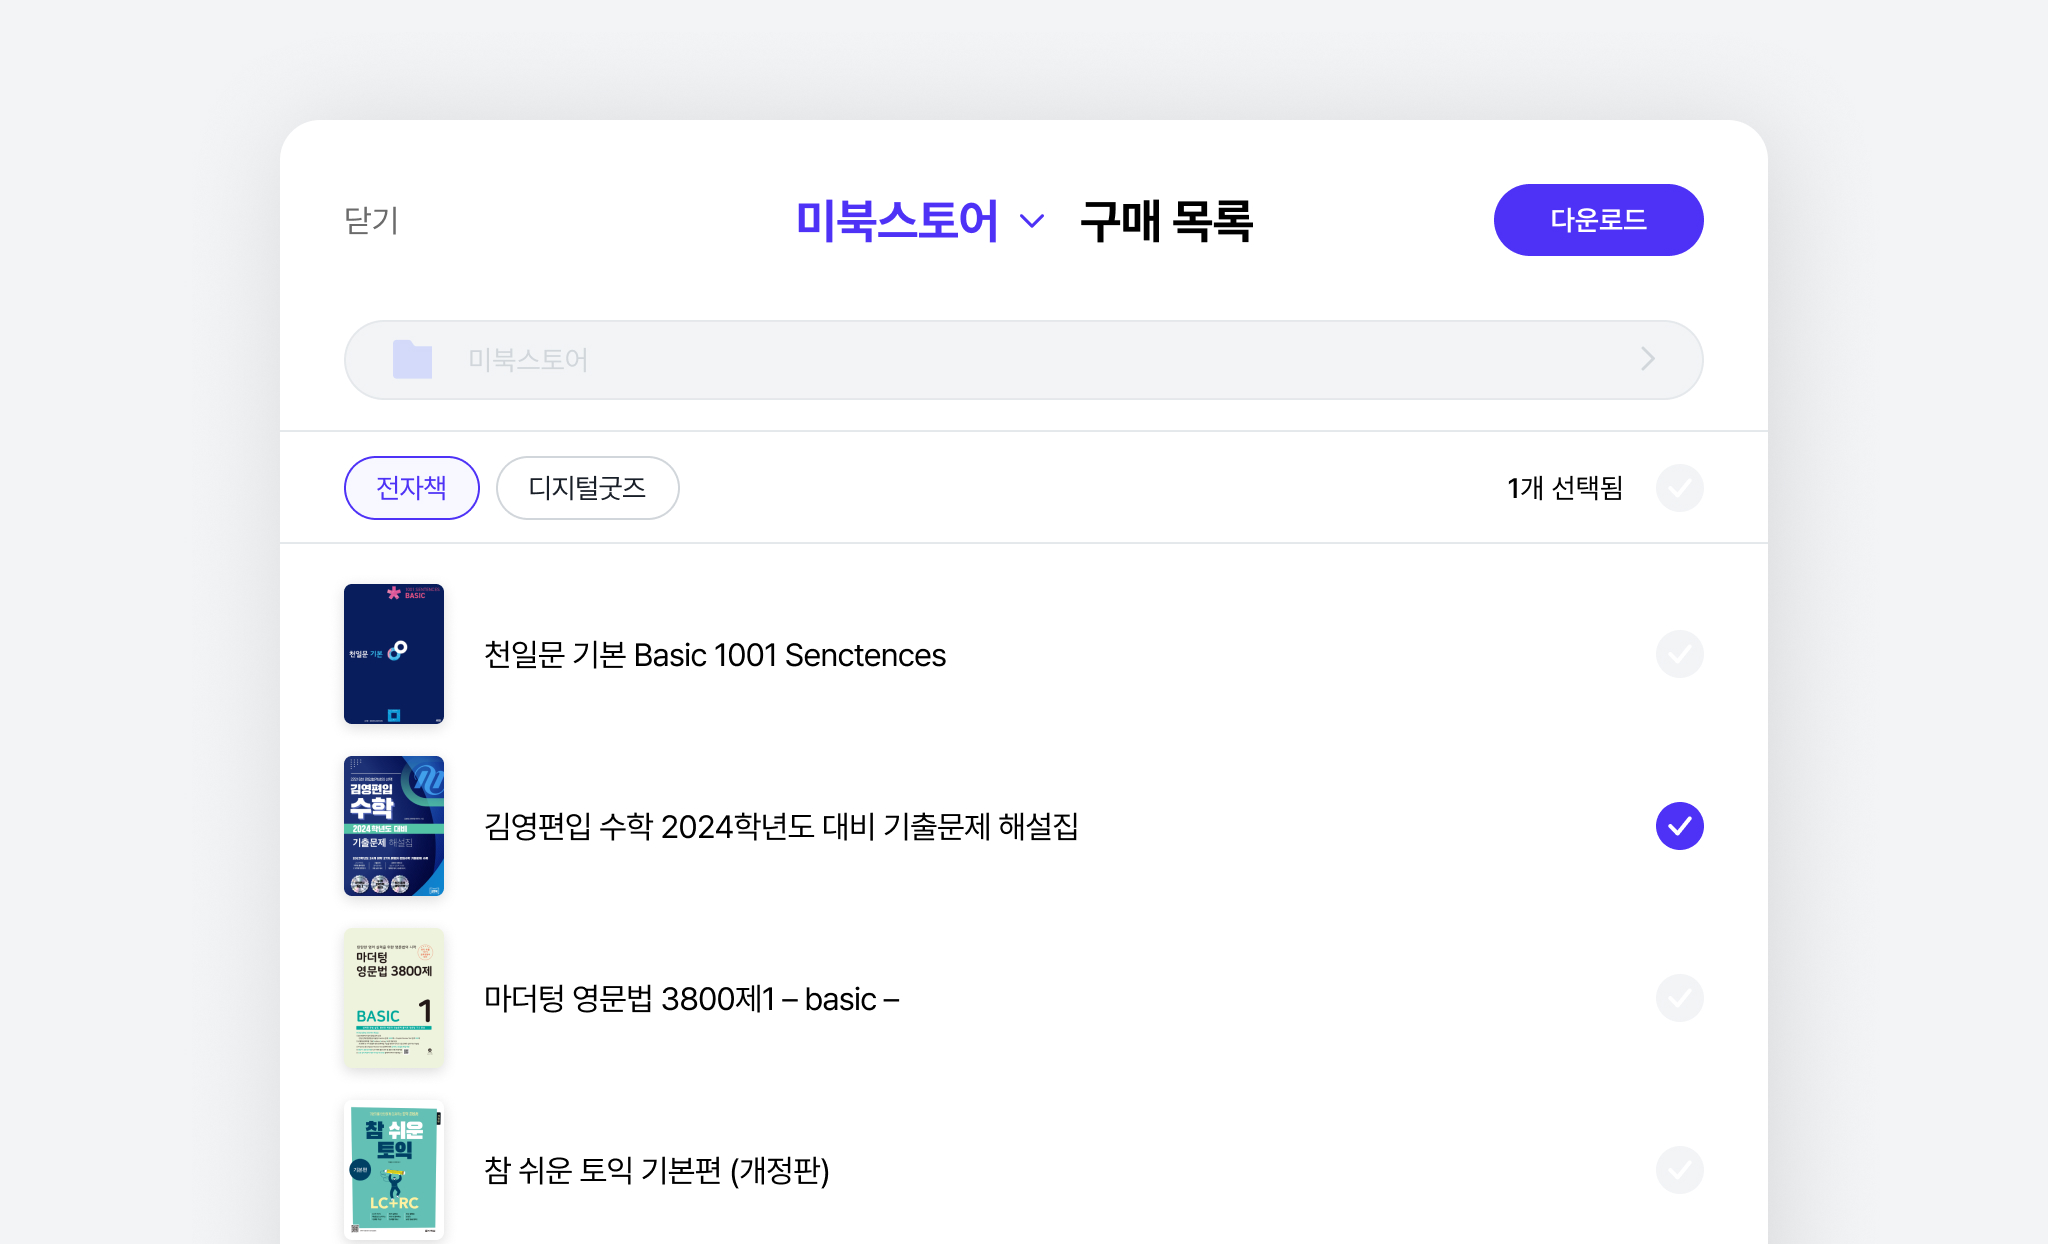 닫기
미북스토어 구매 목록
다운로드
미북스토어
전자책
디지털굿즈
1개 선택됨
BASIC
천일문 기본
천일문 기본 Basic 1001 Senctences
김영편입
수학
2024학년도 대비
기출문제 해설집
김영편입 수학 2024학년도 대비 기출문제 해설집
마더텅
영문법 3800제
BASIC 1
마더텅 영문법 3800제1 – basic –
참 쉬운
토익
기본편
LC+RC
참 쉬운 토익 기본편 (개정판)